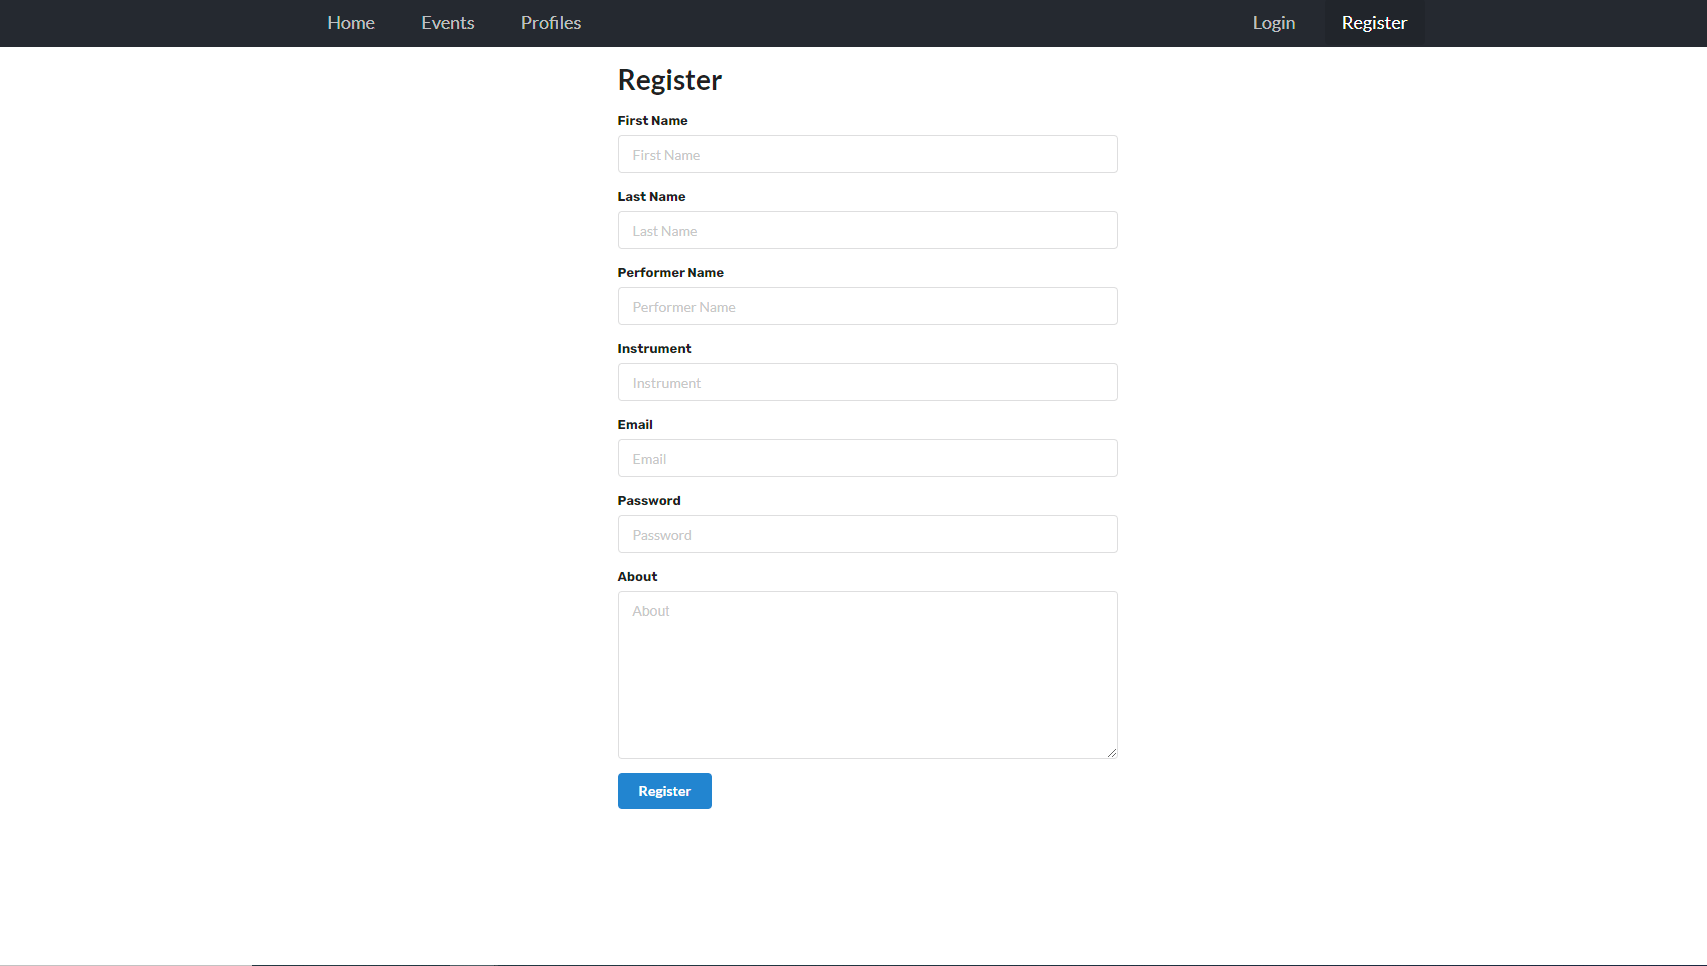 Home Events Profiles Login Register
Register
First Name
First Name
Last Name
Last Name
Performer Name
Performer Name
Instrument
Instrument
Email
Email
Password
Password
About
About
Register